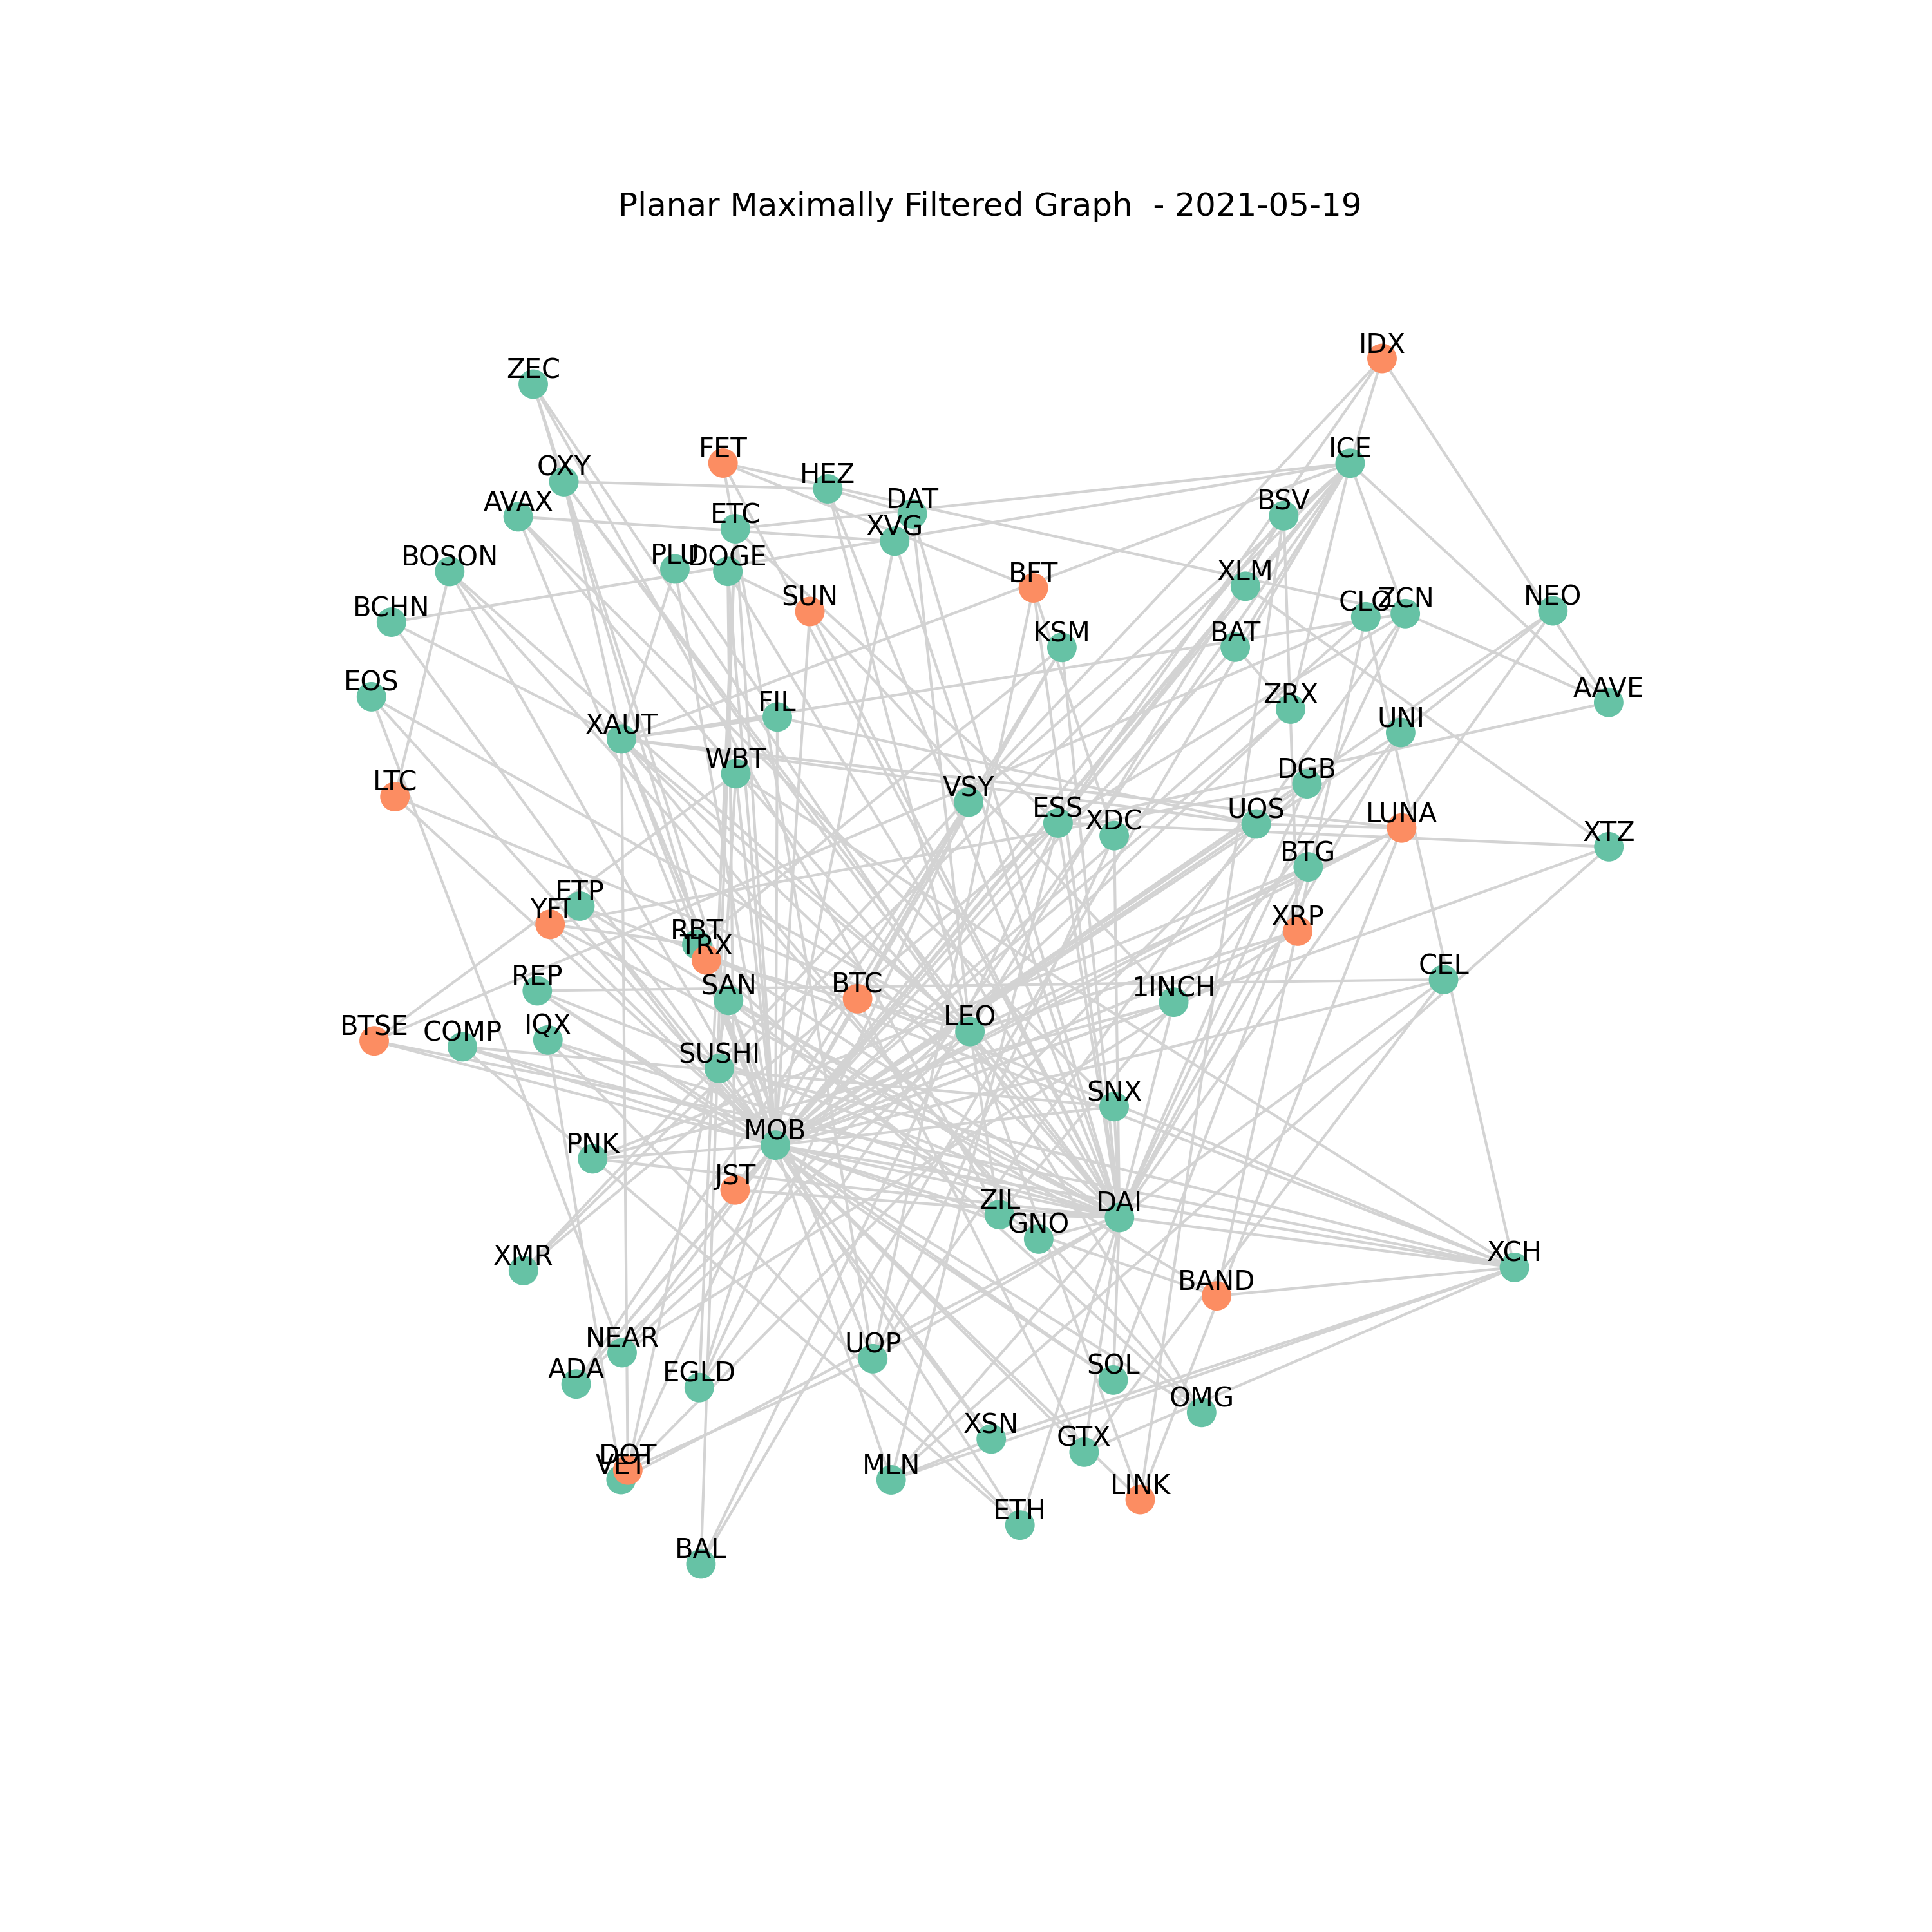 Planar Maximally Filtered Graph - 2021-05-19
IDX
ZEC
FET
ICE
OXY
HEZ
AVAX
DAT
BSV
ETC
XVG
BOSON
PLU
DOGE
BFT
XLM
BCHN
SUN
CLO
ZCN
NEO
KSM
BAT
EOS
AAVE
XAUT
FIL
ZRX
UNI
LTC
WBT
VSY
DGB
ESS
XDC
UOS
LUNA
XTZ
BTG
ETP
YFI
RBT
TRX
XRP
REP
SAN
BTC
1INCH
CEL
BTSE
COMP
IQX
LEO
SUSHI
SNX
PNK
MOB
JST
ZIL
DAI
GNO
XMR
BAND
XCH
NEAR
ADA
EGLD
UOP
SOL
OMG
XSN
GTX
DOT
VET
MLN
LINK
ETH
BAL